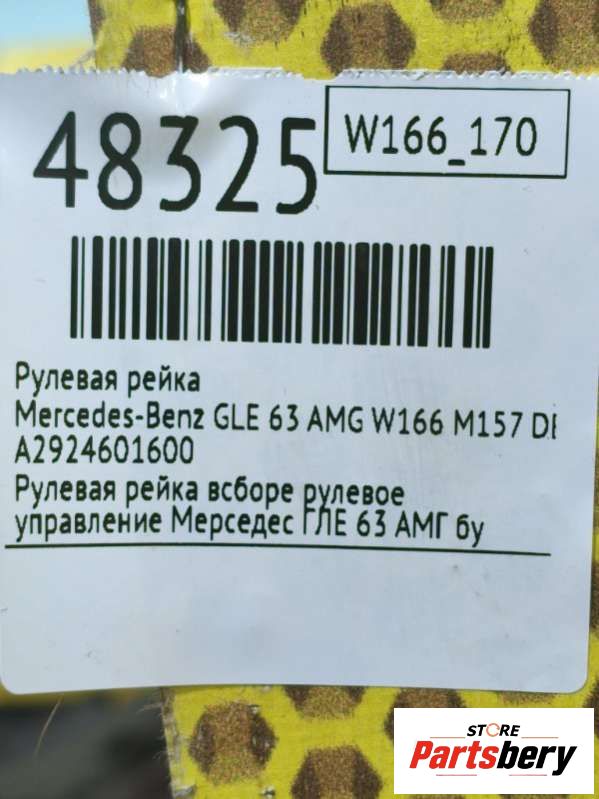 48325
W166_170
Рулевая рейка
Mercedes-Benz GLE 63 AMG W166 M157
A2924601600
Рулевая рейка всборе рулевое
управление Мерседес ГЛЕ 63 АМГ бу
STORE
Partsbery